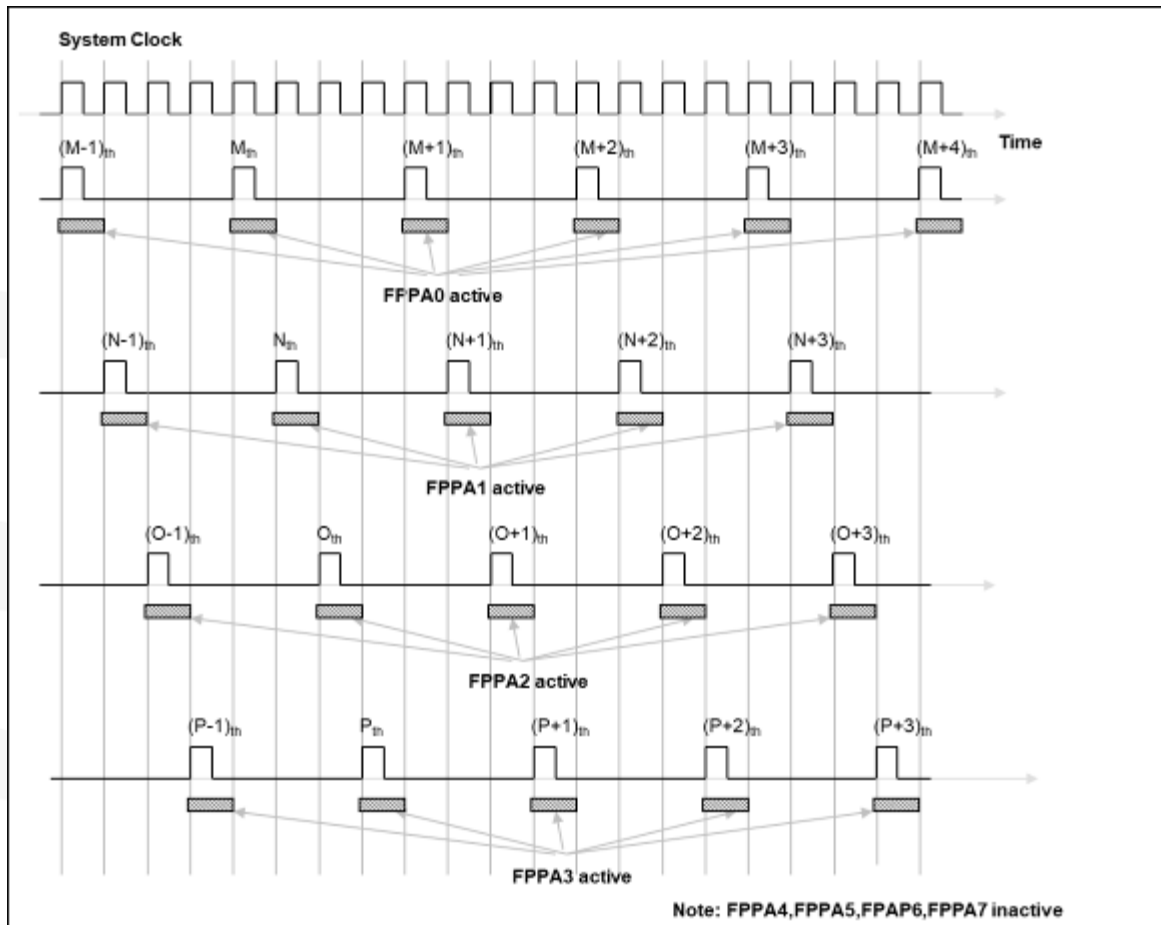 System Clock
Time
(M-1)th Mth (M+1)th (M+2)th (M+3)th (M+4)th
FPPA0 active
(N-1)th Nth (N+1)th (N+2)th (N+3)th
FPPA1 active
(O-1)th Oth (O+1)th (O+2)th (O+3)th
FPPA2 active
(P-1)th Pth (P+1)th (P+2)th (P+3)th
FPPA3 active
Note: FPPA4,FPPA5,FPAP6,FPPA7 inactive